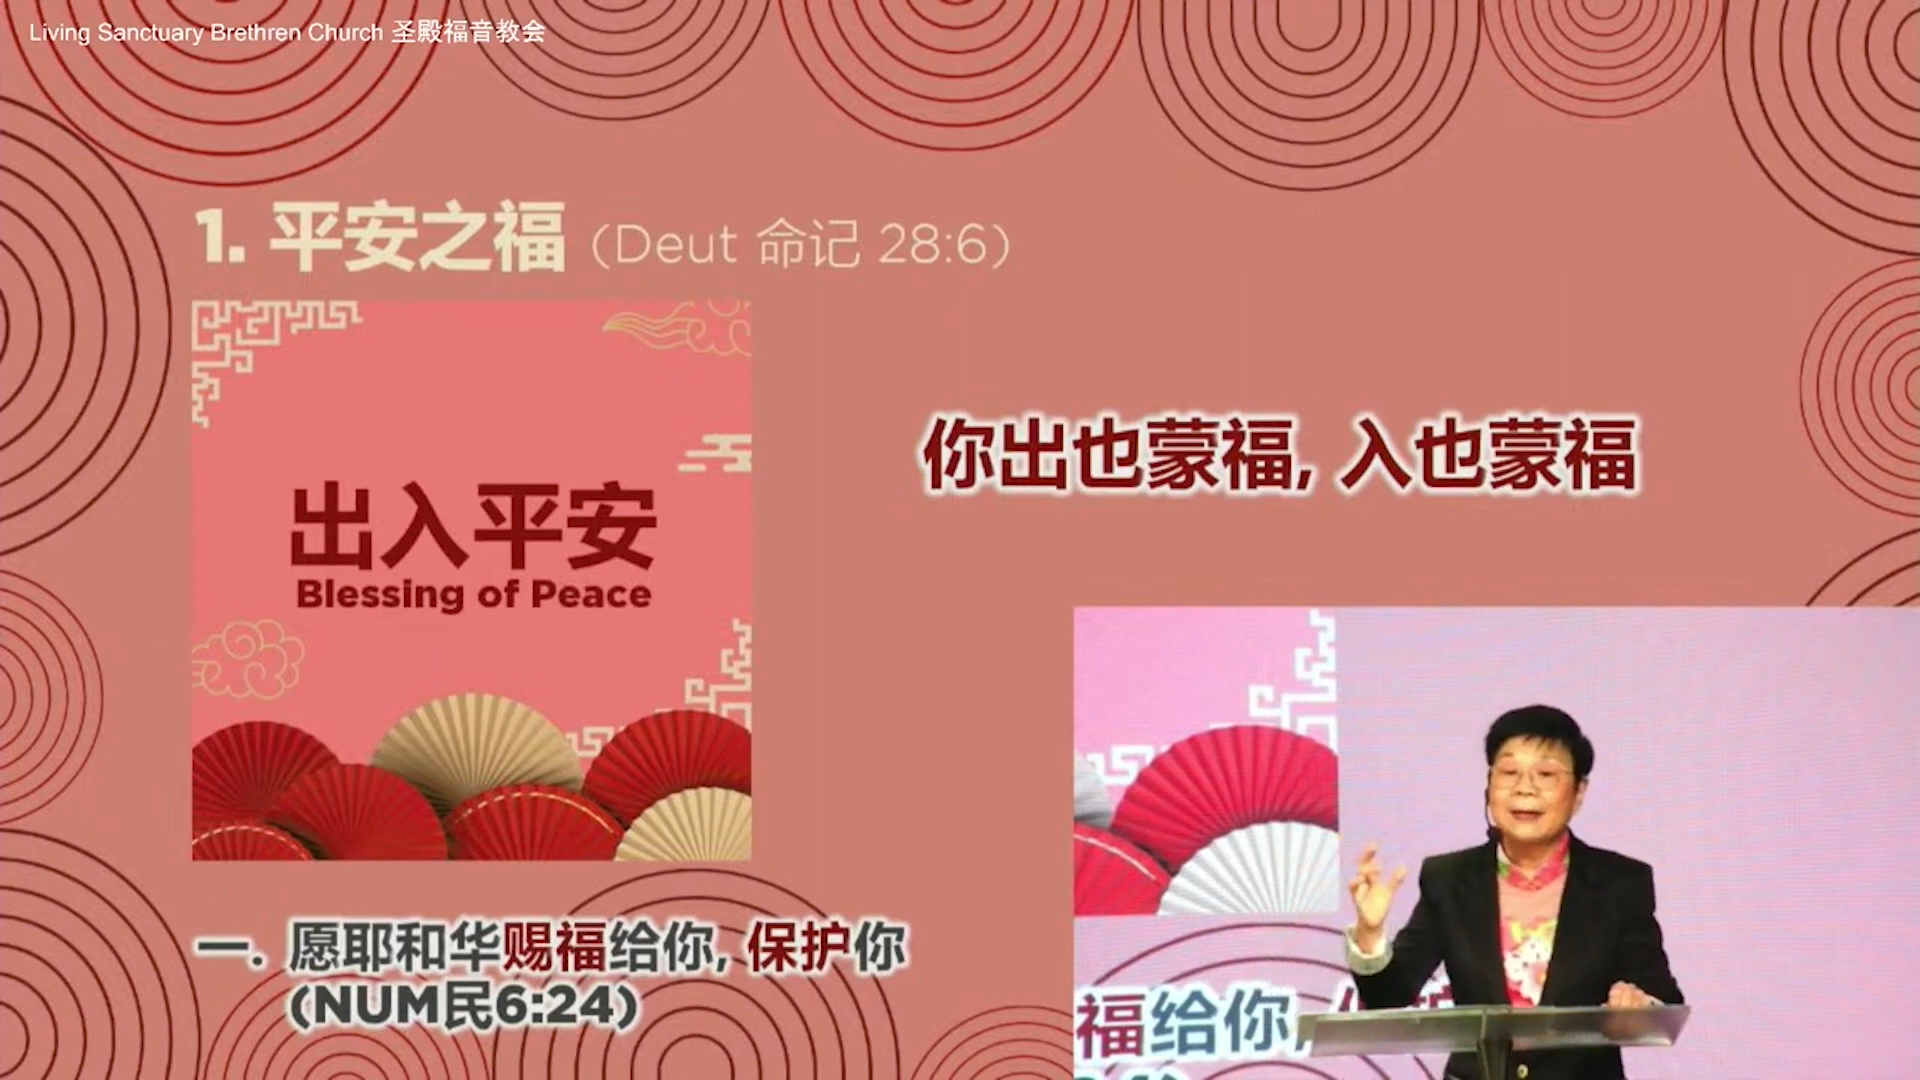 Living Sanctuary Brethren Church 圣殿福音教会
1. 平安之福 (Deut 命记 28:6)
出入平安
Blessing of Peace
你出也蒙福, 入也蒙福
一. 愿耶和华赐福给你, 保护你
(NUM民6:24)
福给你,